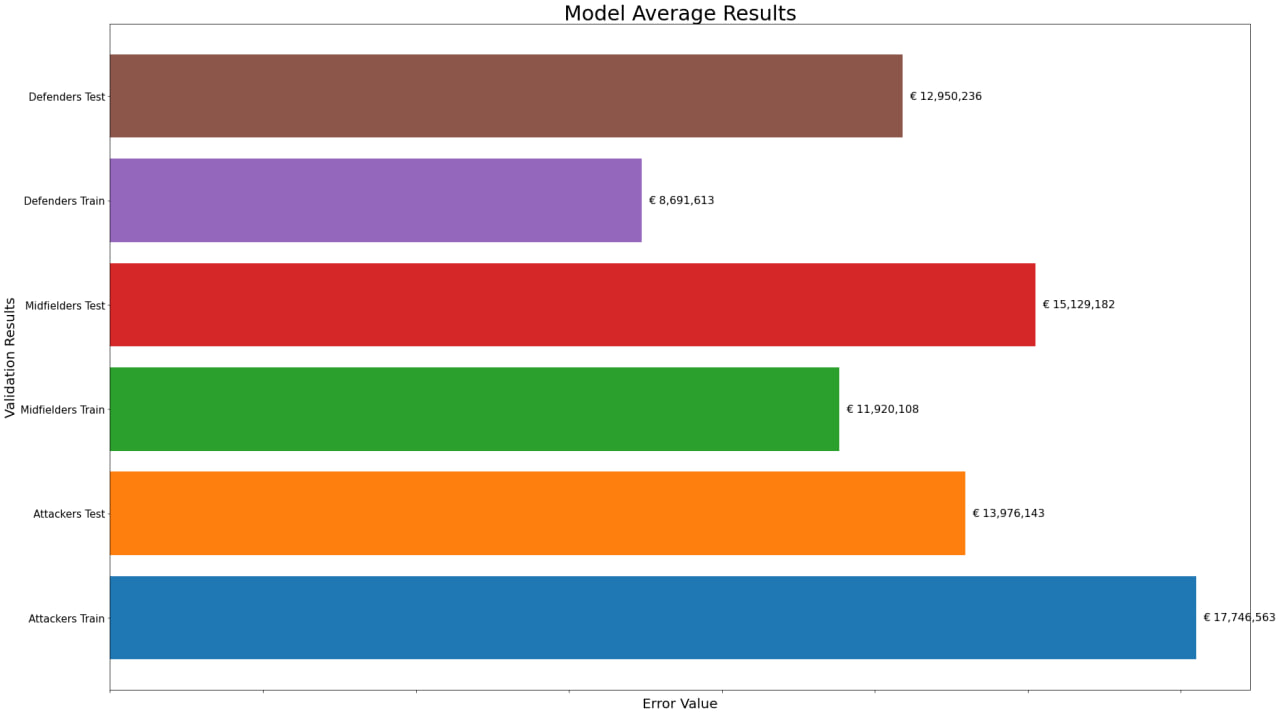 Model Average Results
Defenders Test
€ 12,950,236
Defenders Train
€ 8,691,613
Midfielders Test
€ 15,129,182
Validation Results
Midfielders Train
€ 11,920,108
Attackers Test
€ 13,976,143
Attackers Train
€ 17,746,563
Error Value